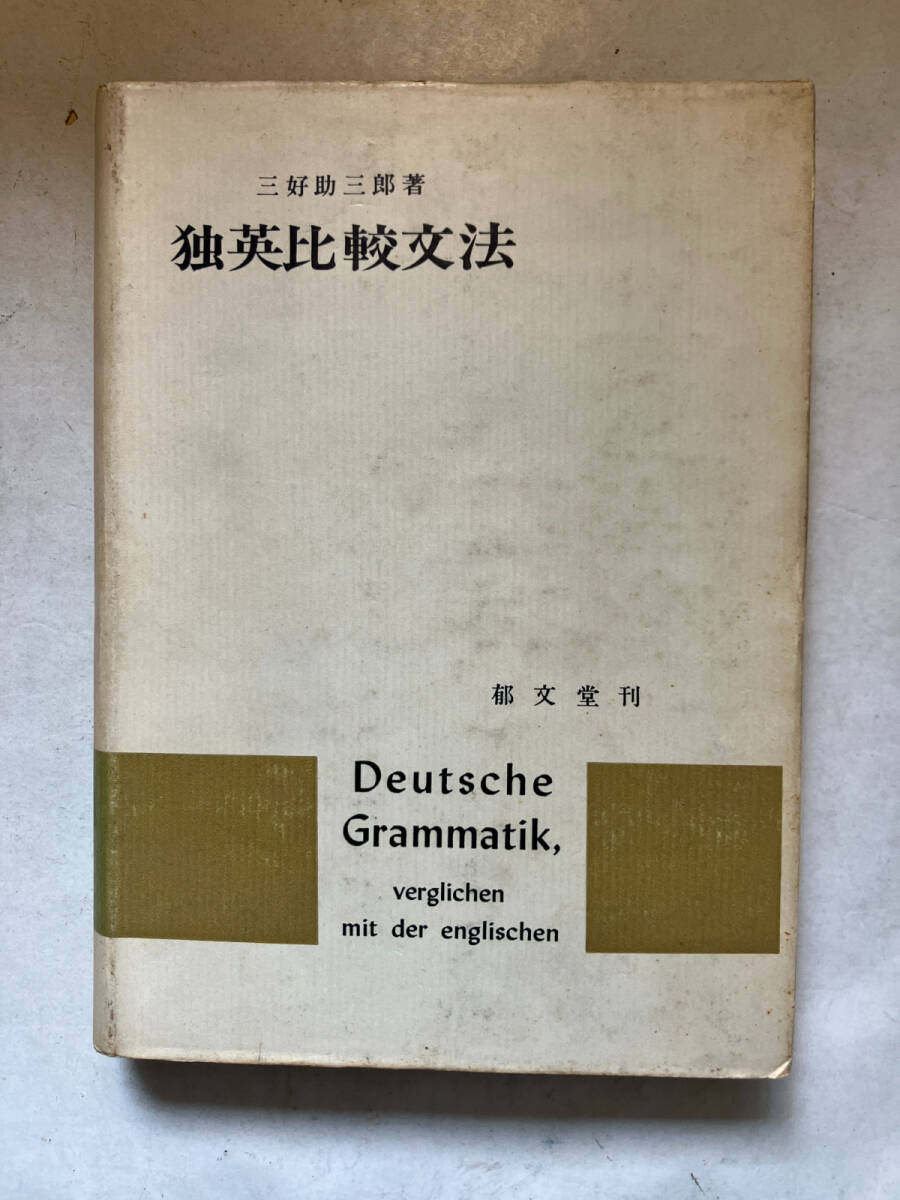 三好助三郎著
独英比較文法
郁文堂刊
Deutsche
Grammatik,
verglichen
mit der englischen